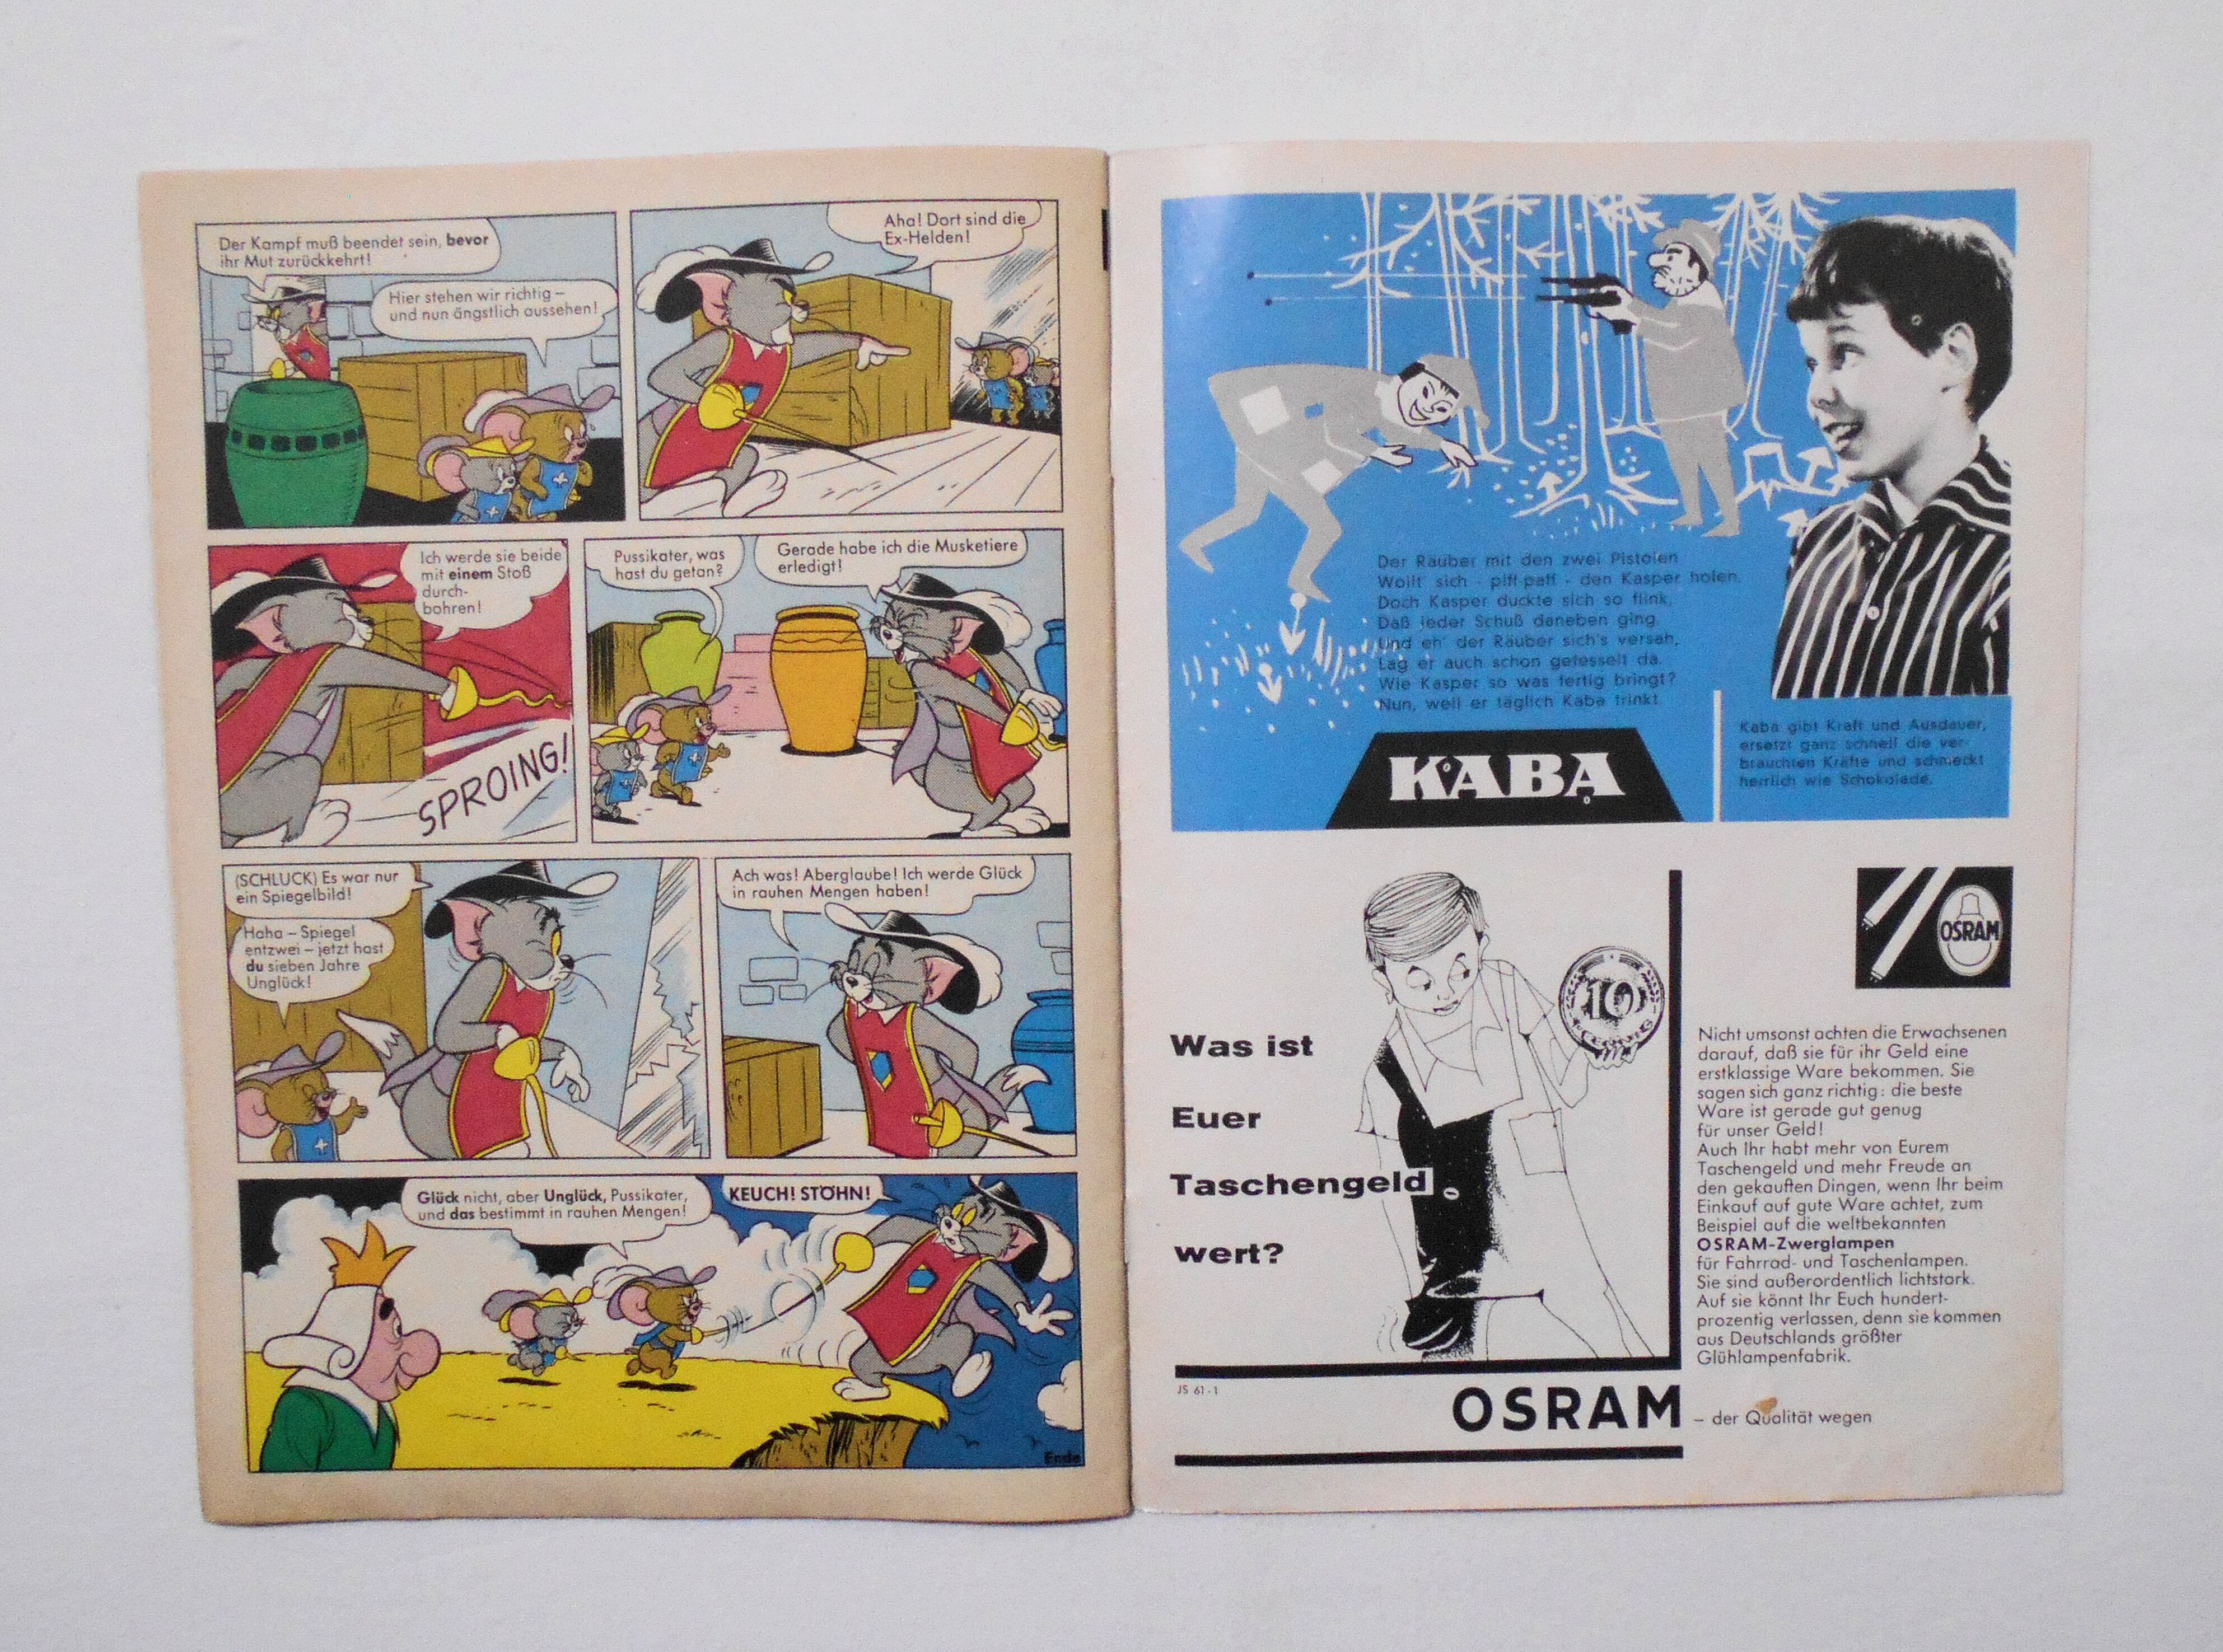 Der Kampf muß beendet sein, bevor
ihr Mut zurückkehrt!
Hier stehen wir richtig –
und nun ängstlich aussehen!
Aha! Dort sind die
Ex-Helden!
Ich werde sie beide
mit einem Stoß
durch-
bohren!
SPROING!
Pussikater, was
hast du getan?
Gerade habe ich die Musketiere
erledigt!
(SCHLUCK) Es war nur
ein Spiegelbild!
Haha – Spiegel
entzwei – jetzt hast
du sieben Jahre
Unglück!
Ach was! Aberglaube! Ich werde Glück
in rauhen Mengen haben!
Glück nicht, aber Unglück, Pussikater,
und das bestimmt in rauhen Mengen!
KEUCH! STÖHN!
Ende
Der Räuber mit den zwei Pistolen
Wollt' sich - piff-paff - den Kasper holen.
Doch Kasper duckte sich so flink,
Daß jeder Schuß daneben ging.
Und eh' der Räuber sich's versah,
Lag er auch schon gefesselt da.
Wie Kasper so was fertig bringt?
Nun, weil er täglich Kaba trinkt.
KABA
Kaba gibt Kraft und Ausdauer,
ersetzt ganz schnell die ver-
brauchten Kräfte und schmeckt
herrlich wie Schokolade.
OSRAM
10
Was ist
Euer
Taschengeld
wert?
Nicht umsonst achten die Erwachsenen
darauf, daß sie für ihr Geld eine
erstklassige Ware bekommen. Sie
sagen sich ganz richtig: die beste
Ware ist gerade gut genug
für unser Geld!
Auch Ihr habt mehr von Eurem
Taschengeld und mehr Freude an
den gekauften Dingen, wenn Ihr beim
Einkauf auf gute Ware achtet, zum
Beispiel auf die weltbekannten
OSRAM-Zwerglampen
für Fahrrad- und Taschenlampen.
Sie sind außerordentlich lichtstark.
Auf sie könnt Ihr Euch hundert-
prozentig verlassen, denn sie kommen
aus Deutschlands größter
Glühlampenfabrik.
JS 61-1
OSRAM – der Qualität wegen